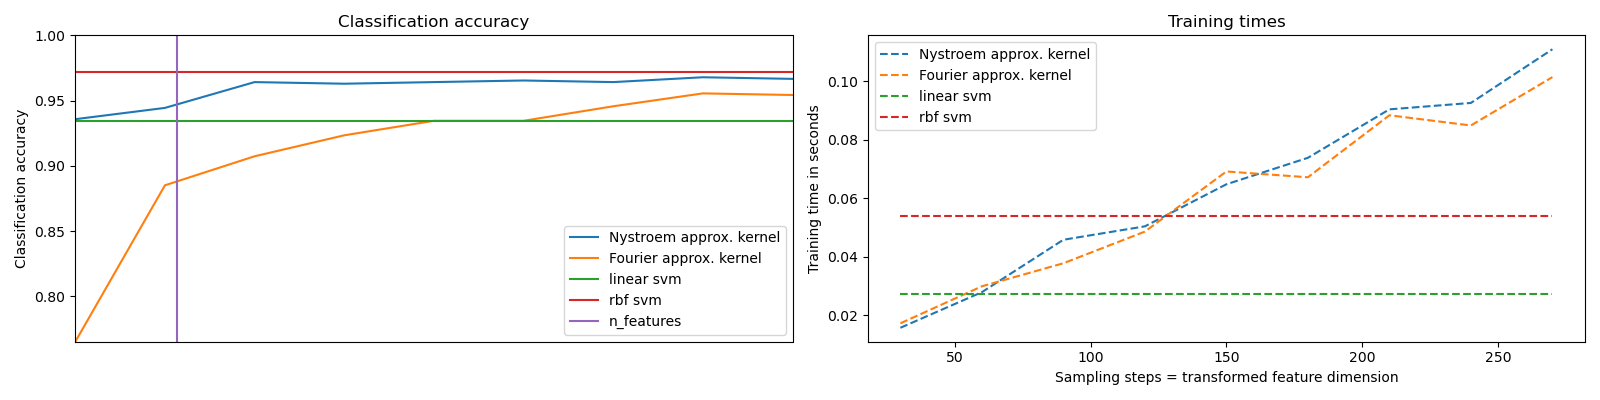 Classification accuracy
Classification accuracy
1.00
0.95
0.90
0.85
0.80
Nystroem approx. kernel
Fourier approx. kernel
linear svm
rbf svm
n_features
Training times
Training time in seconds
0.10
0.08
0.06
0.04
0.02
Nystroem approx. kernel
Fourier approx. kernel
linear svm
rbf svm
50 100 150 200 250
Sampling steps = transformed feature dimension